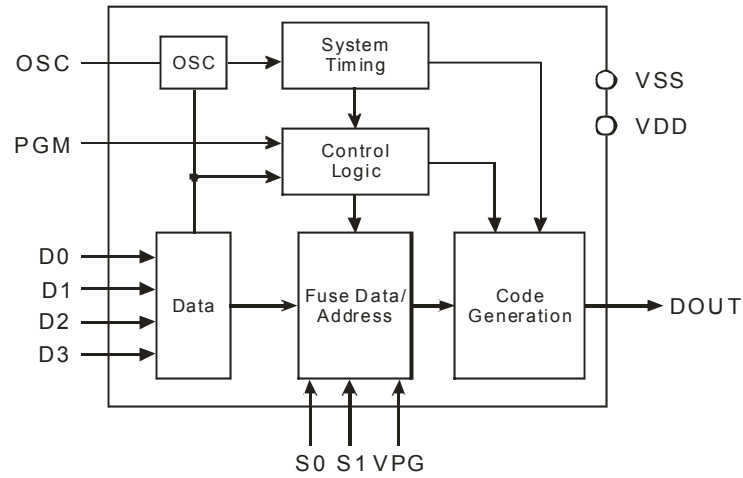 OSC
OSC
System
Timing
VSS
VDD
PGM
Control
Logic
D0
D1
D2
D3
Data
Fuse Data/
Address
Code
Generation
DOUT
S0 S1 VPG